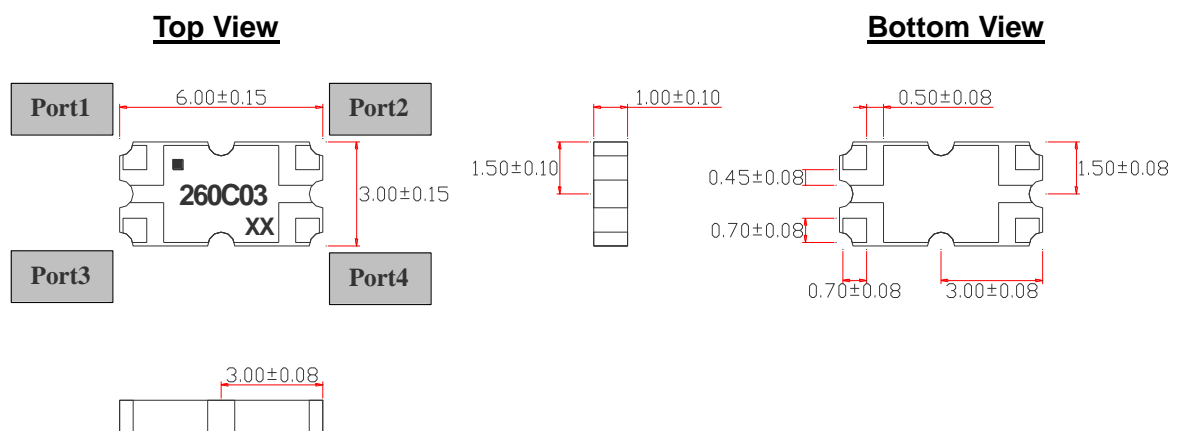 Top View
Bottom View
Port1
6.00±0.15
Port2
1.00±0.10
0.50±0.08
260C03
XX
3.00±0.15
1.50±0.10
0.45±0.08
1.50±0.08
0.70±0.08
Port3
Port4
0.70±0.08
3.00±0.08
3.00±0.08